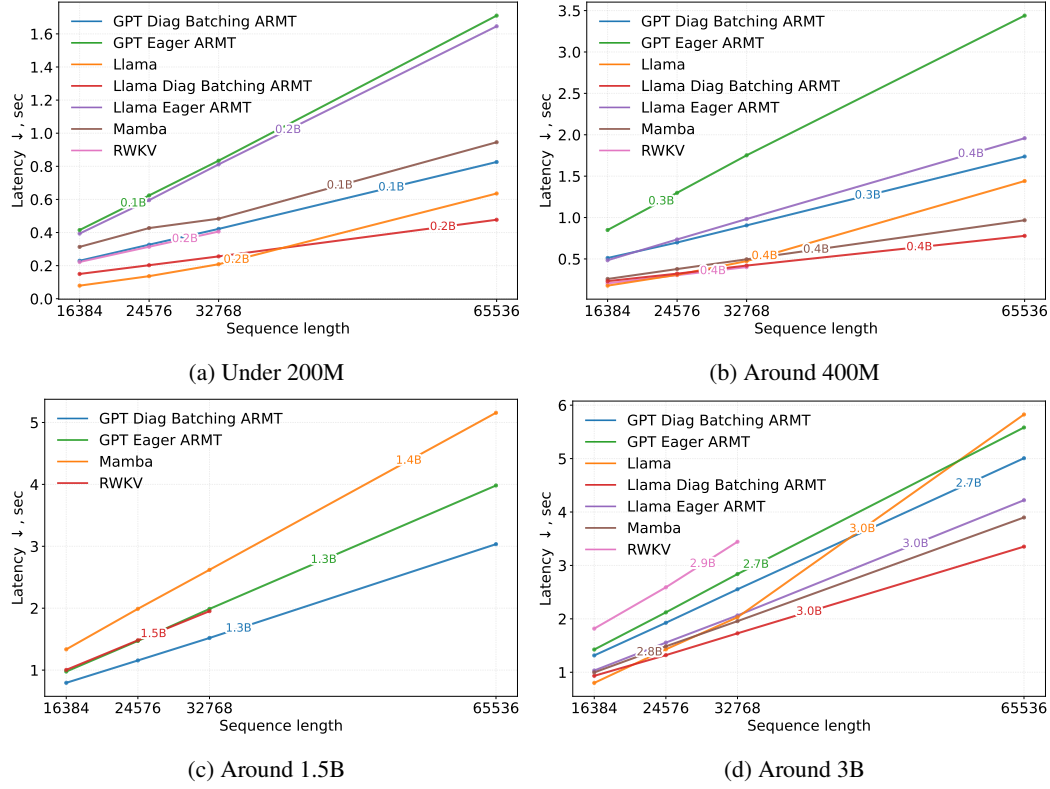 GPT Diag Batching ARMT
GPT Eager ARMT
Llama
Llama Diag Batching ARMT
Llama Eager ARMT
Mamba
RWKV
Latency ↓, sec
1.6
1.4
1.2
1.0
0.8
0.6
0.4
0.2
0.0
0.1B
0.2B
0.1B
0.1B
0.2B
0.2B
0.2B
16384
24576
32768
65536
Sequence length
(a) Under 200M
GPT Diag Batching ARMT
GPT Eager ARMT
Llama
Llama Diag Batching ARMT
Llama Eager ARMT
Mamba
RWKV
Latency ↓, sec
3.5
3.0
2.5
2.0
1.5
1.0
0.5
0.3B
0.4B
0.3B
0.4B
0.4B
0.4B
0.4B
16384
24576
32768
65536
Sequence length
(b) Around 400M
GPT Diag Batching ARMT
GPT Eager ARMT
Mamba
RWKV
Latency ↓, sec
5
4
3
2
1
1.4B
1.3B
1.5B
1.3B
16384
24576
32768
65536
Sequence length
(c) Around 1.5B
GPT Diag Batching ARMT
GPT Eager ARMT
Llama
Llama Diag Batching ARMT
Llama Eager ARMT
Mamba
RWKV
Latency ↓, sec
6
5
4
3
2
1
2.7B
3.0B
3.0B
2.9B
2.7B
3.0B
2.8B
16384
24576
32768
65536
Sequence length
(d) Around 3B